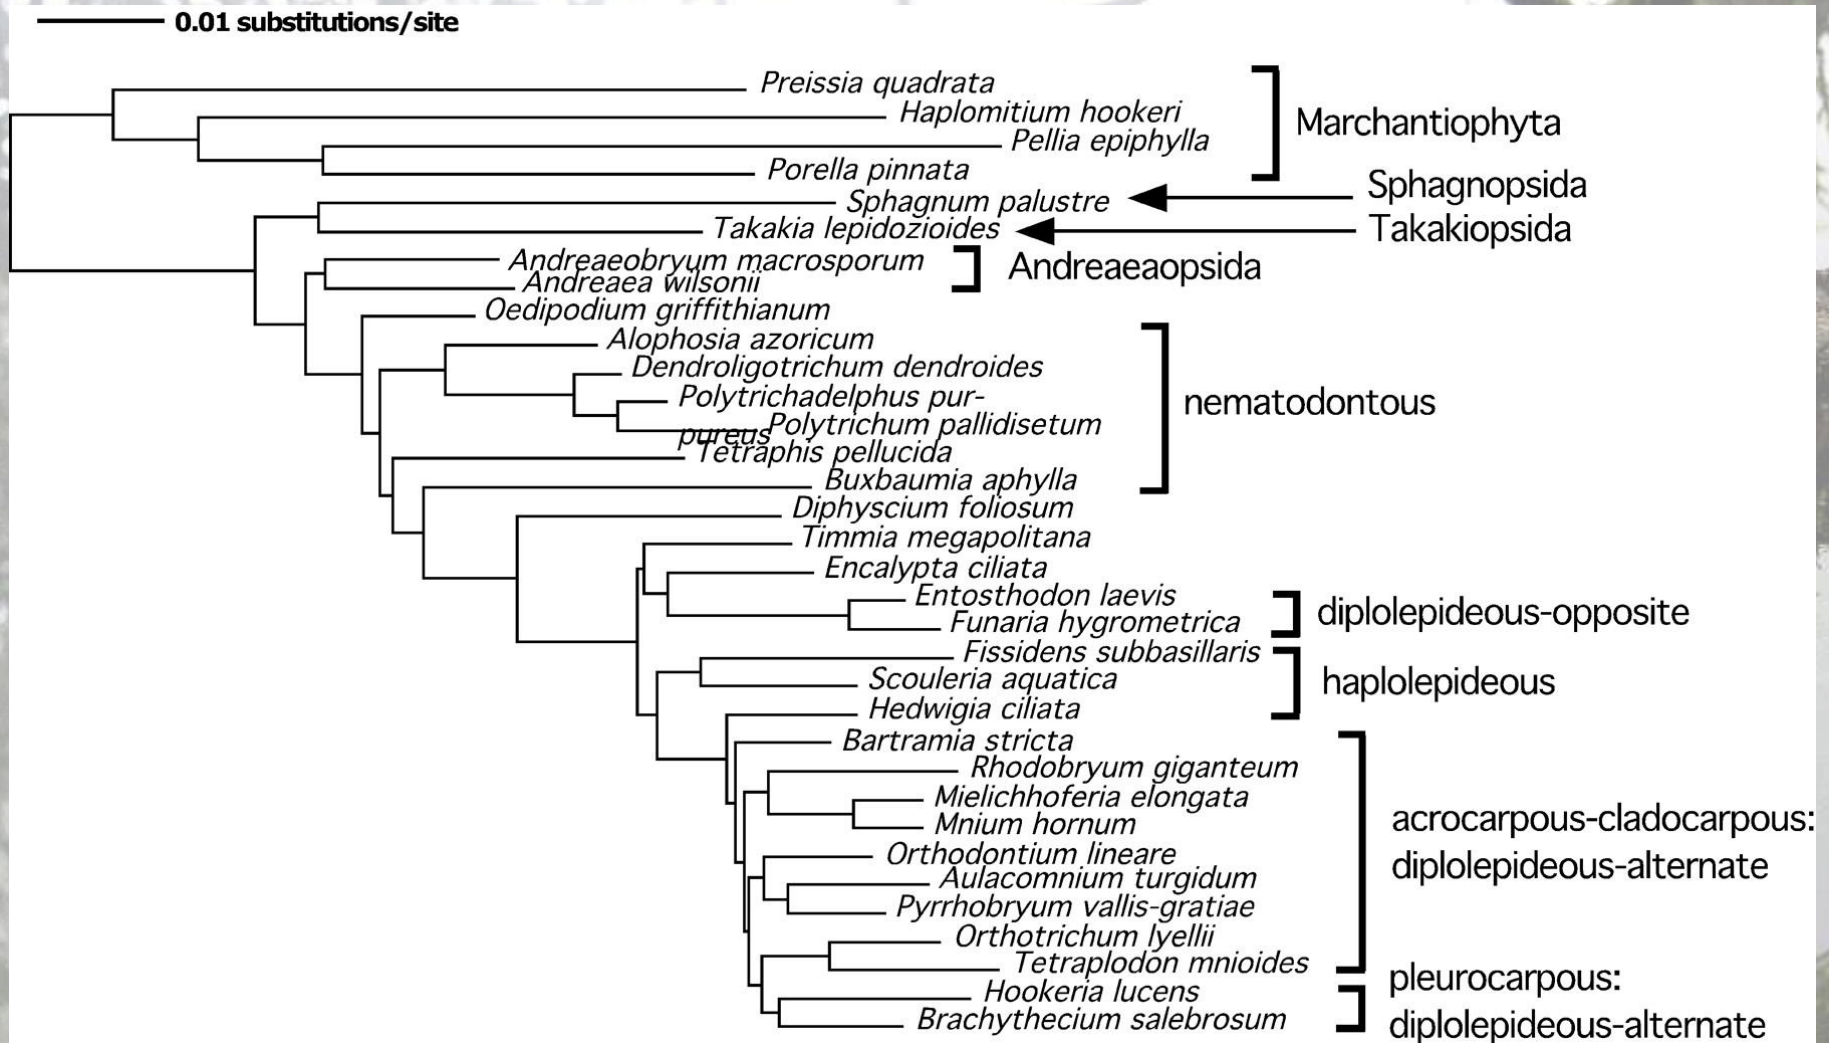 0.01 substitutions/site
Preissia quadrata
Haplomitium hookeri
Pellia epiphylla
Porella pinnata
Marchantiophyta
Sphagnum palustre
Sphagnopsida
Takakia lepidozioides
Takakiopsida
Andreaeobryum macrosporum
Andreaea wilsonii
Andreaeaopsida
Oedipodium griffithianum
Alophosia azoricum
Dendroligotrichum dendroides
Polytrichadelphus pur-
pureus
Polytrichum pallidisetum
Tetraphis pellucida
Buxbaumia aphylla
nematodontous
Diphyscium foliosum
Timmia megapolitana
Encalypta ciliata
Entosthodon laevis
Funaria hygrometrica
diplolepideous-opposite
Fissidens subbasillaris
Scouleria aquatica
Hedwigia ciliata
haplolepideous
Bartramia stricta
Rhodobryum giganteum
Mielichhoferia elongata
Mnium hornum
Orthodontium lineare
Aulacomnium turgidum
Pyrrhobryum vallis-gratiae
Orthotrichum lyellii
Tetraplodon mnioides
acrocarpous-cladocarpous:
diplolepideous-alternate
Hookeria lucens
Brachythecium salebrosum
pleurocarpous:
diplolepideous-alternate